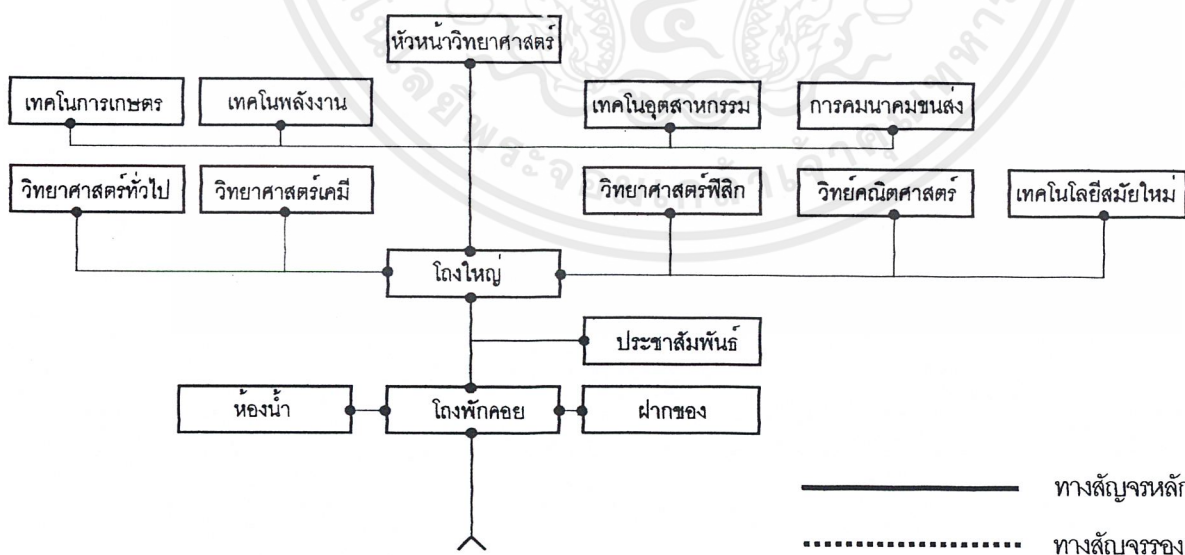 หัวหน้าวิทยาศาสตร์
เทคโนการเกษตร
เทคโนพลังงาน
เทคโนอุตสาหกรรม
การคมนาคมขนส่ง
วิทยาศาสตร์ทั่วไป
วิทยาศาสตร์เคมี
วิทยาศาสตร์ฟิสิก
วิทย์คณิตศาสตร์
เทคโนโลยีสมัยใหม่
โถงใหญ่
ประชาสัมพันธ์
ห้องน้ำ
โถงพักคอย
ฝากของ
ทางสัญจรหลัก
ทางสัญจรรอง